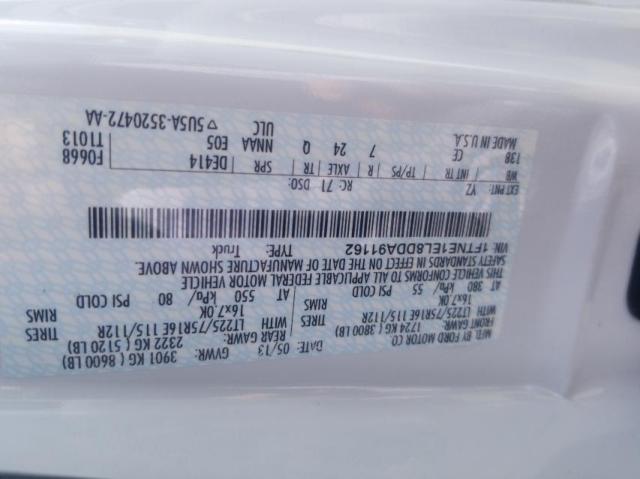 MFD. BY FORD MOTOR CO.
DATE: 05/13 GVWR: 3901 KG ( 8600 LB)
FRONT GAWR: 1724 KG ( 3800 LB) REAR GAWR: 2322 KG ( 5120 LB)
WITH
LT225/75R16E 115/112R TIRES LT225/75R16E 115/112R TIRES
16x7.0K RIMS 16x7.0K RIMS
AT 380 kPa/ 55 PSI COLD AT 550 kPa/ 80 PSI COLD
THIS VEHICLE CONFORMS TO ALL APPLICABLE FEDERAL MOTOR VEHICLE
SAFETY STANDARDS IN EFFECT ON THE DATE OF MANUFACTURE SHOWN ABOVE.
VIN: 1FTNE1EL8DDA91162 TYPE: Truck
EXT PNT: YZ RC: 71 DSO: F0668
WB INT TR TP/PS R AXLE TR SPR DE414 T1013
138 CE 7 24 Q NNAA E05
MADE IN U.S.A. ULC ▽ 5U5A-3520472-AA